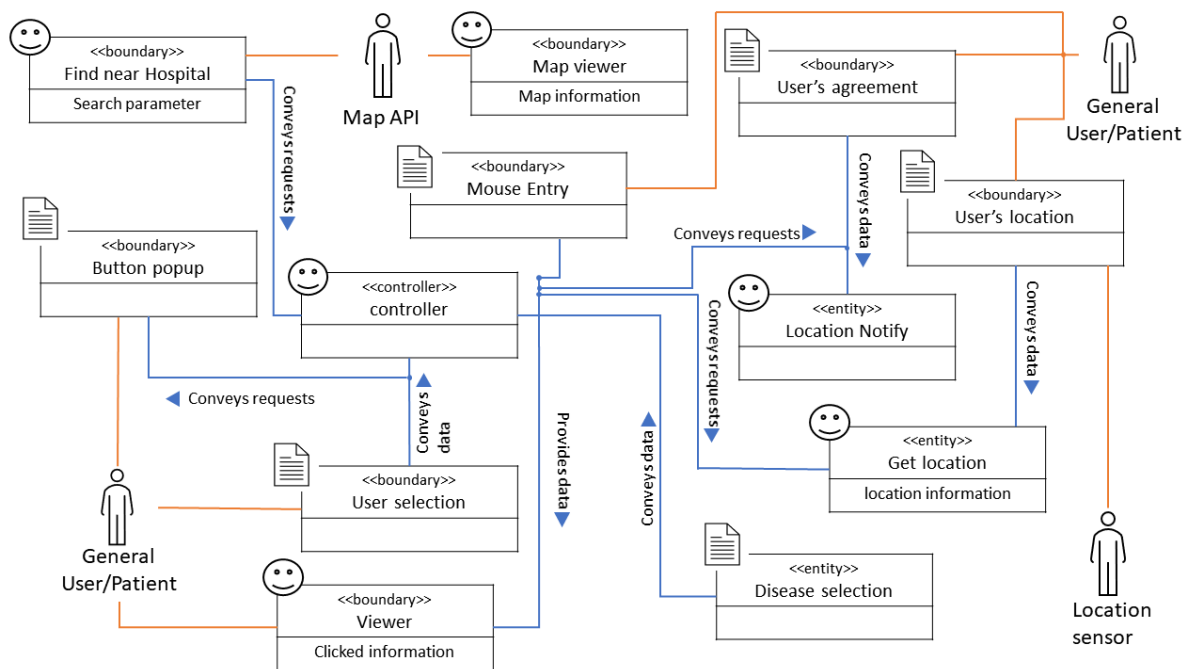 <<boundary>>
Find near Hospital
Search parameter
Map API
<<boundary>>
Map viewer
Map information
<<boundary>>
User's agreement
General
User/Patient
Conveys requests
<<boundary>>
Mouse Entry
Conveys data
<<boundary>>
User's location
<<boundary>>
Button popup
Conveys requests
<<controller>>
controller
<<entity>>
Location Notify
Conveys data
Conveys requests
Conveys requests
Conveys
data
Provides data
Conveys data
<<entity>>
Get location
location information
<<boundary>>
User selection
General
User/Patient
<<entity>>
Disease selection
<<boundary>>
Viewer
Clicked information
Location
sensor